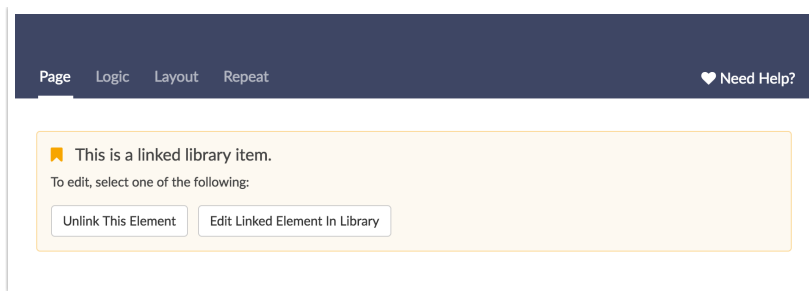 Page Logic Layout Repeat Need Help?
This is a linked library item.
To edit, select one of the following:
Unlink This Element Edit Linked Element In Library